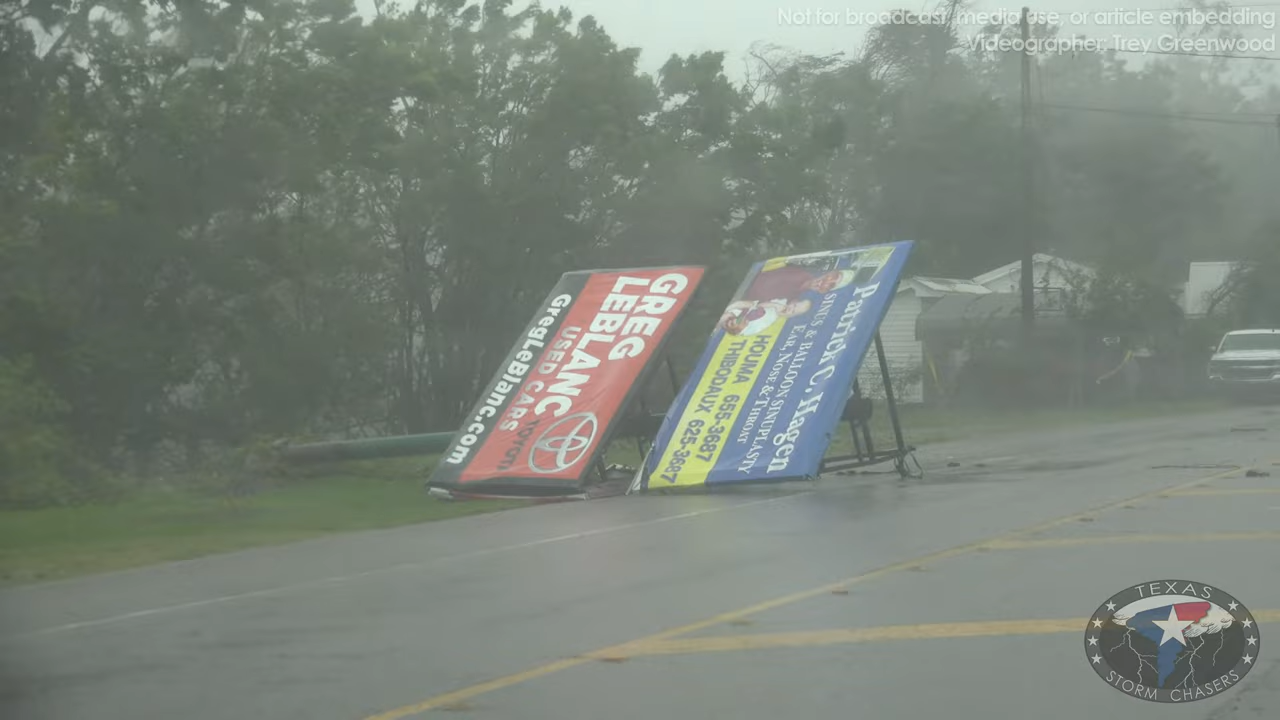 Not for broadcast, media use, or article embedding
Videographer: Trey Greenwood
GREG
LEBLANC
TOYOTA
USED CARS
GregLeBlanc.com
Patrick C. Hagen
EAR, NOSE & THROAT
SINUS & BALLOON SINUPLASTY
HOUMA 655-3687
THIBODAUX 625-3687
TEXAS
STORM CHASERS